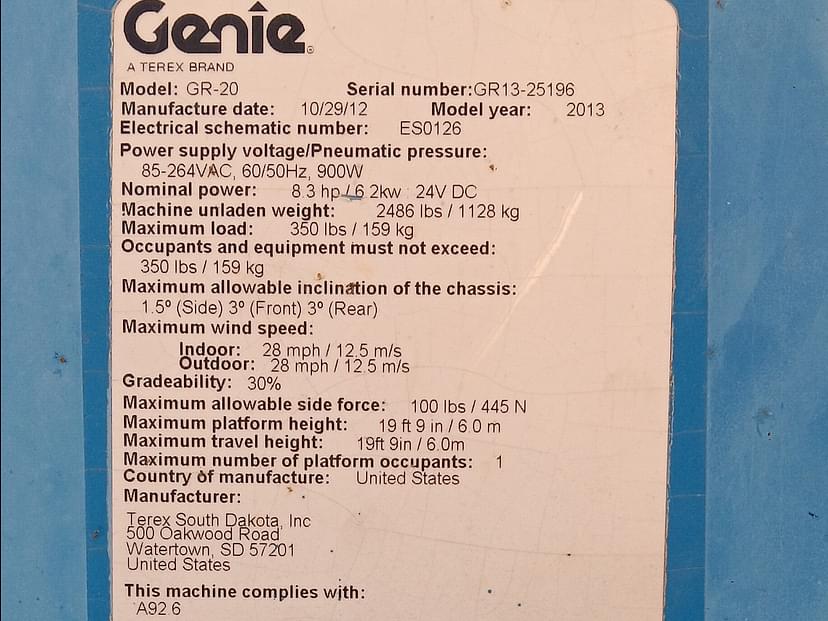 Genie®
A TEREX BRAND
Model: GR-20 Serial number:GR13-25196
Manufacture date: 10/29/12 Model year: 2013
Electrical schematic number: ES0126
Power supply voltage/Pneumatic pressure:
85-264VAC, 60/50Hz, 900W
Nominal power: 8.3 hp / 6.2kw 24V DC
Machine unladen weight: 2486 lbs / 1128 kg
Maximum load: 350 lbs / 159 kg
Occupants and equipment must not exceed:
350 lbs / 159 kg
Maximum allowable inclination of the chassis:
1.5º (Side) 3º (Front) 3º (Rear)
Maximum wind speed:
Indoor: 28 mph / 12.5 m/s
Outdoor: 28 mph / 12.5 m/s
Gradeability: 30%
Maximum allowable side force: 100 lbs / 445 N
Maximum platform height: 19 ft 9 in / 6.0 m
Maximum travel height: 19ft 9in / 6.0m
Maximum number of platform occupants: 1
Country of manufacture: United States
Manufacturer:
Terex South Dakota, Inc
500 Oakwood Road
Watertown, SD 57201
United States
This machine complies with:
A92.6